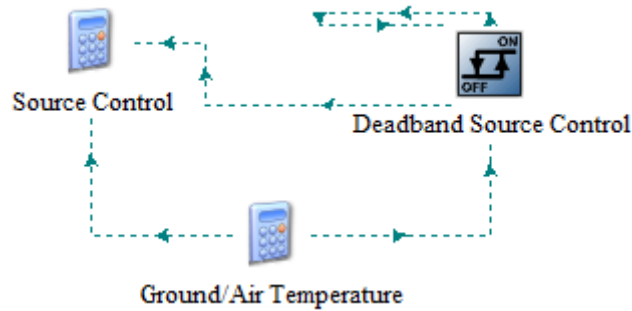 ON
OFF
Source Control
Deadband Source Control
Ground/Air Temperature